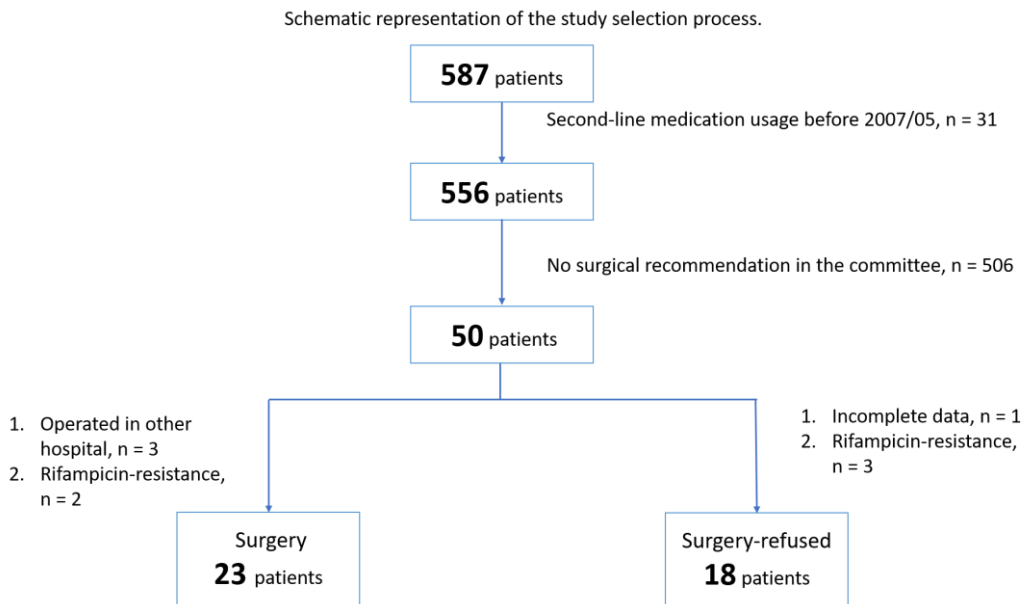 Schematic representation of the study selection process.
587 patients
Second-line medication usage before 2007/05, n = 31
556 patients
No surgical recommendation in the committee, n = 506
50 patients
1. Operated in other
hospital, n = 3
2. Rifampicin-resistance,
n = 2
1. Incomplete data, n = 1
2. Rifampicin-resistance,
n = 3
Surgery
23 patients
Surgery-refused
18 patients